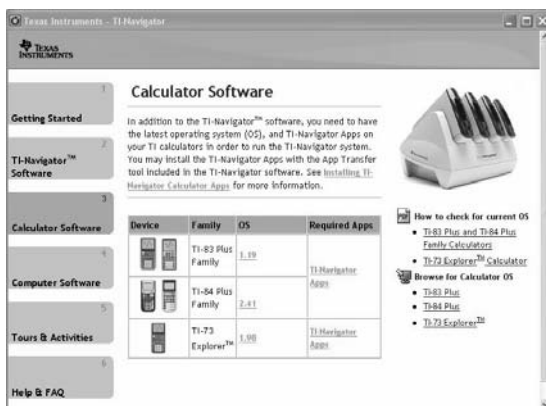 Texas Instruments - TI-Navigator
TEXAS
INSTRUMENTS
1
Getting Started
2
TI-Navigator™
Software
3
Calculator Software
4
Computer Software
5
Tours & Activities
6
Help & FAQ
Calculator Software
In addition to the TI-Navigator™ software, you need to have
the latest operating system (OS), and TI-Navigator Apps on
your TI calculators in order to run the TI-Navigator system.
You may install the TI-Navigator Apps with the App Transfer
tool included in the TI-Navigator software. See Installing TI-
Navigator Calculator Apps for more information.
Device Family OS Required Apps
TI-83 Plus
Family
1.19
TI-84 Plus
Family
2.41
TI-Navigator
Apps
TI-73
Explorer™
1.90
TI-Navigator
Apps
How to check for current OS
• TI-83 Plus and TI-84 Plus
Family Calculators
• TI-73 Explorer™ Calculator
Browse for Calculator OS
• TI-83 Plus
• TI-84 Plus
• TI-73 Explorer™